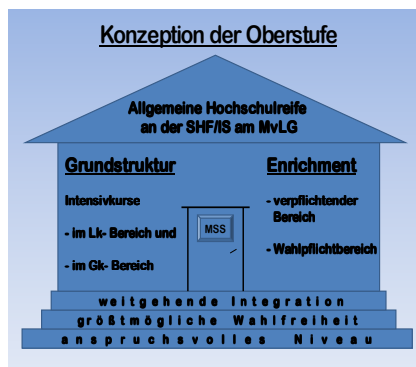 Konzeption der Oberstufe
Allgemeine Hochschulreife
an der SHF/IS am MvLG
Grundstruktur
Intensivkurse
- im Lk- Bereich und
- im Gk- Bereich
MSS
Enrichment
- verpflichtender
Bereich
- Wahlpflichtbereich
weitgehende Integration
größtmögliche Wahlfreiheit
anspruchsvolles Niveau